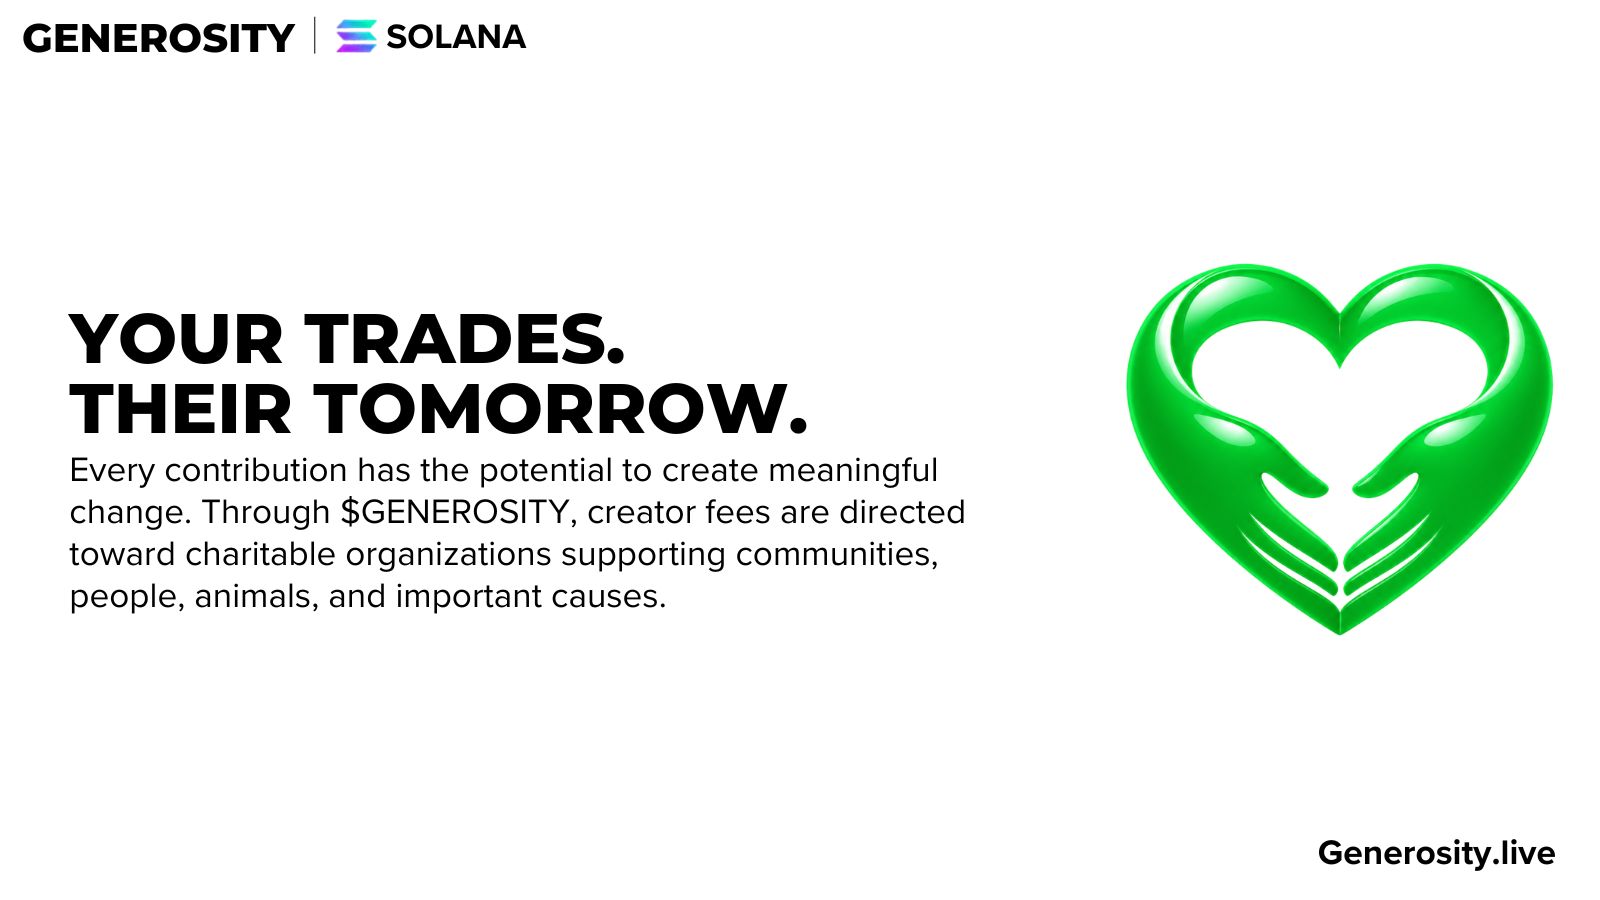 GENEROSITY | SOLANA
YOUR TRADES.
THEIR TOMORROW.
Every contribution has the potential to create meaningful
change. Through $GENEROSITY, creator fees are directed
toward charitable organizations supporting communities,
people, animals, and important causes.
Generosity.live